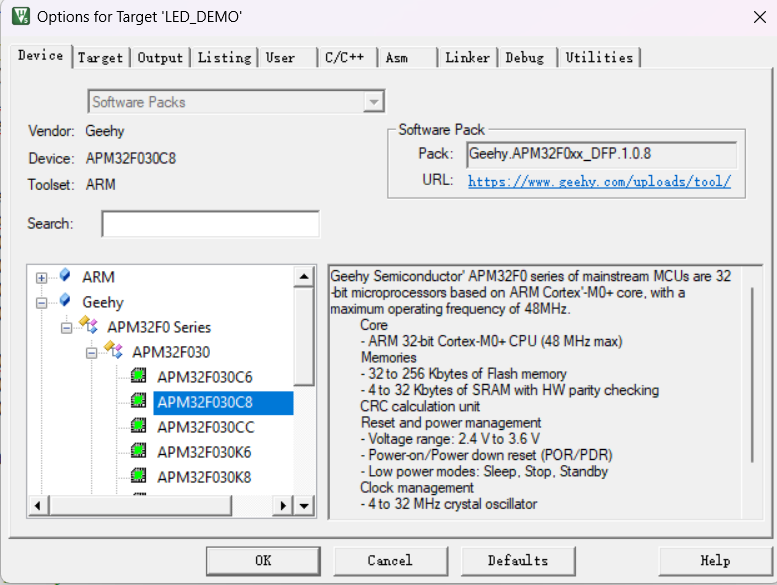 Options for Target 'LED_DEMO'
Device Target Output Listing User C/C++ Asm Linker Debug Utilities
Software Packs
Vendor: Geehy
Device: APM32F030C8
Toolset: ARM
Search:
Software Pack
Pack: Geehy.APM32F0xx_DFP.1.0.8
URL: https://www.geehy.com/uploads/tool/
ARM
Geehy
APM32F0 Series
APM32F030
APM32F030C6
APM32F030C8
APM32F030CC
APM32F030K6
APM32F030K8
Geehy Semiconductor' APM32F0 series of mainstream MCUs are 32
-bit microprocessors based on ARM Cortex'-M0+ core, with a
maximum operating frequency of 48MHz.
Core
- ARM 32-bit Cortex-M0+ CPU (48 MHz max)
Memories
- 32 to 256 Kbytes of Flash memory
- 4 to 32 Kbytes of SRAM with HW parity checking
CRC calculation unit
Reset and power management
- Voltage range: 2.4 V to 3.6 V
- Power-on/Power down reset (POR/PDR)
- Low power modes: Sleep, Stop, Standby
Clock management
- 4 to 32 MHz crystal oscillator
OK Cancel Defaults Help